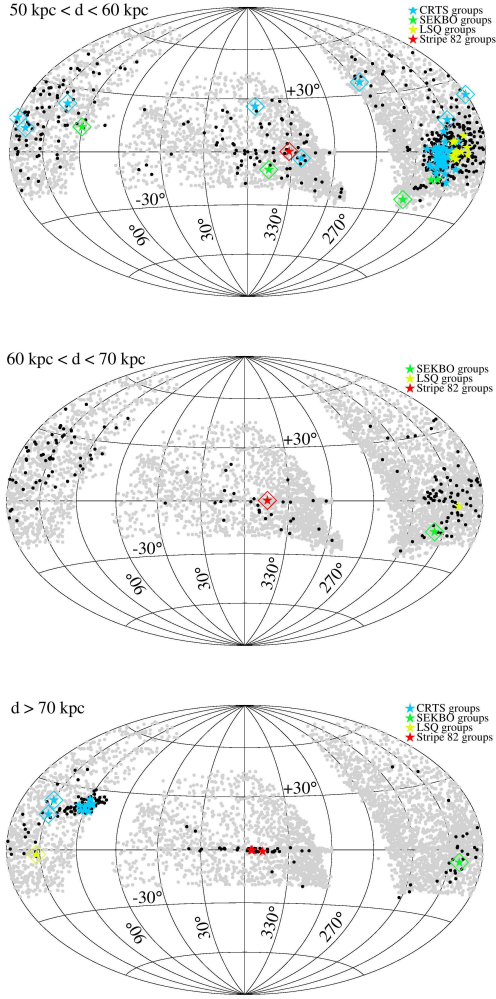 50 kpc < d < 60 kpc
CRTS groups
SEKBO groups
LSQ groups
Stripe 82 groups
+30°
-30°
90°
30°
330°
270°
60 kpc < d < 70 kpc
SEKBO groups
LSQ groups
Stripe 82 groups
+30°
-30°
90°
30°
330°
270°
d > 70 kpc
CRTS groups
SEKBO groups
LSQ groups
Stripe 82 groups
+30°
-30°
90°
30°
330°
270°